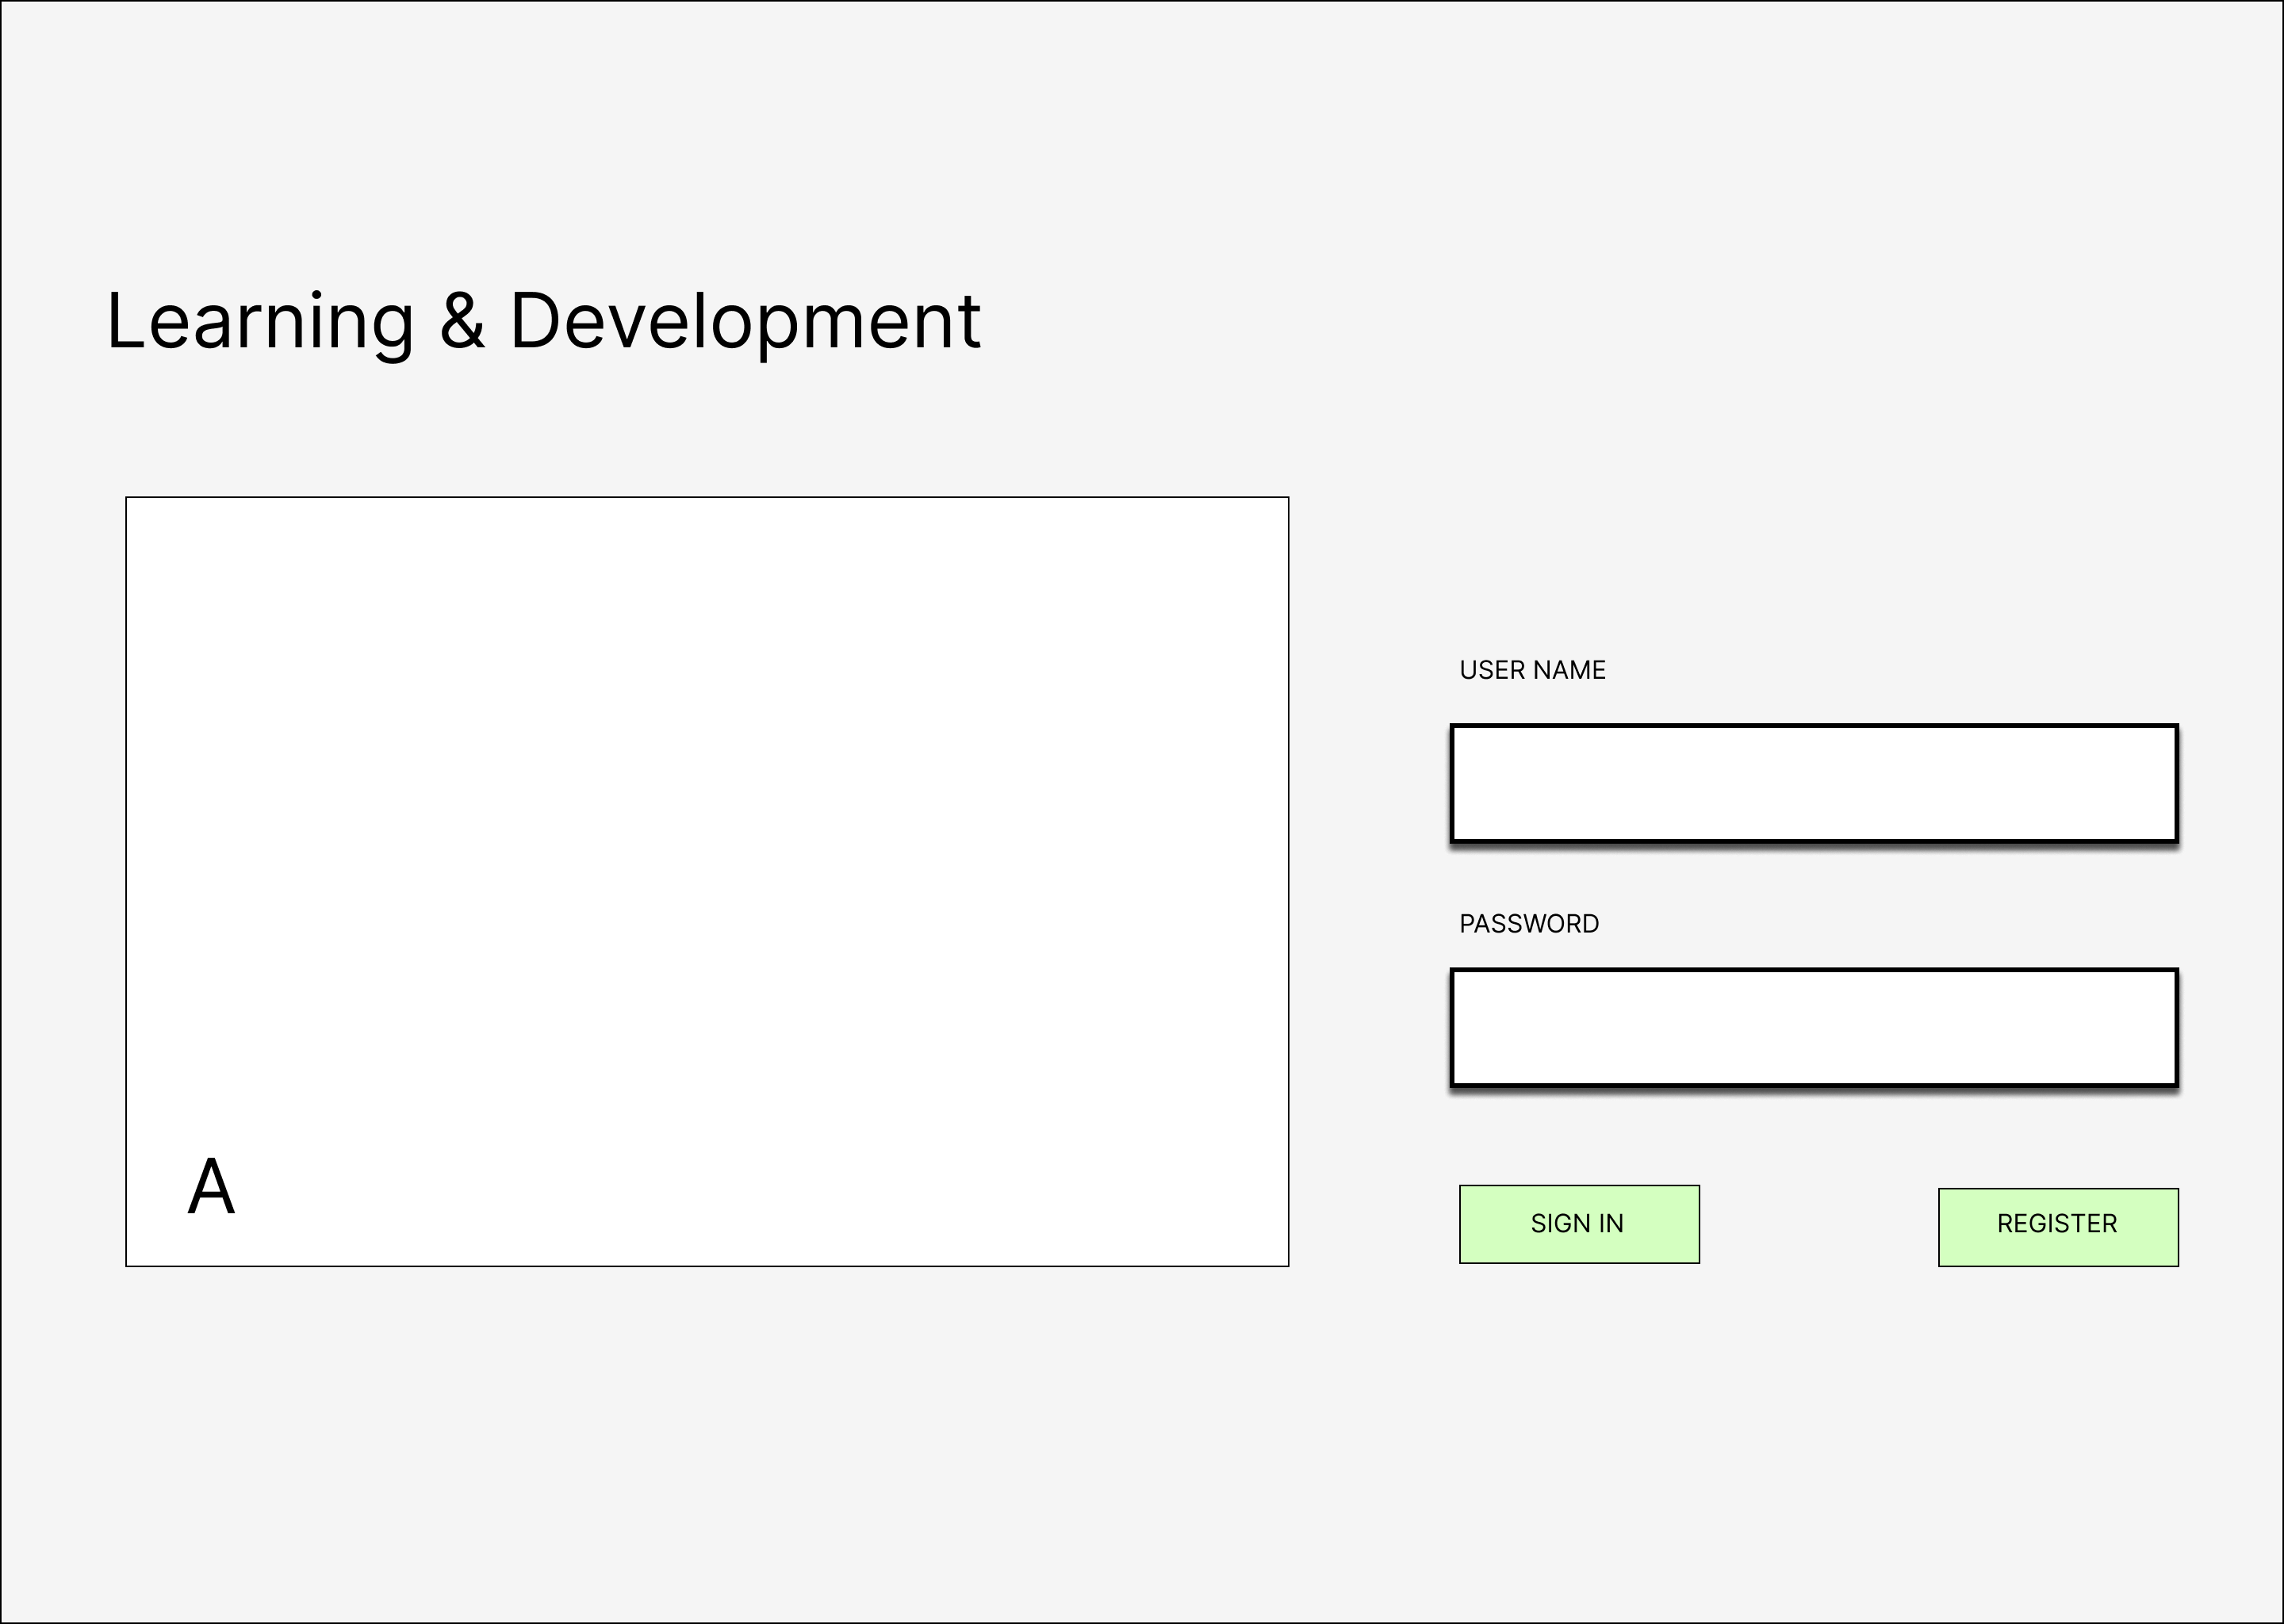 Learning & Development
USER NAME
PASSWORD
A
SIGN IN
REGISTER